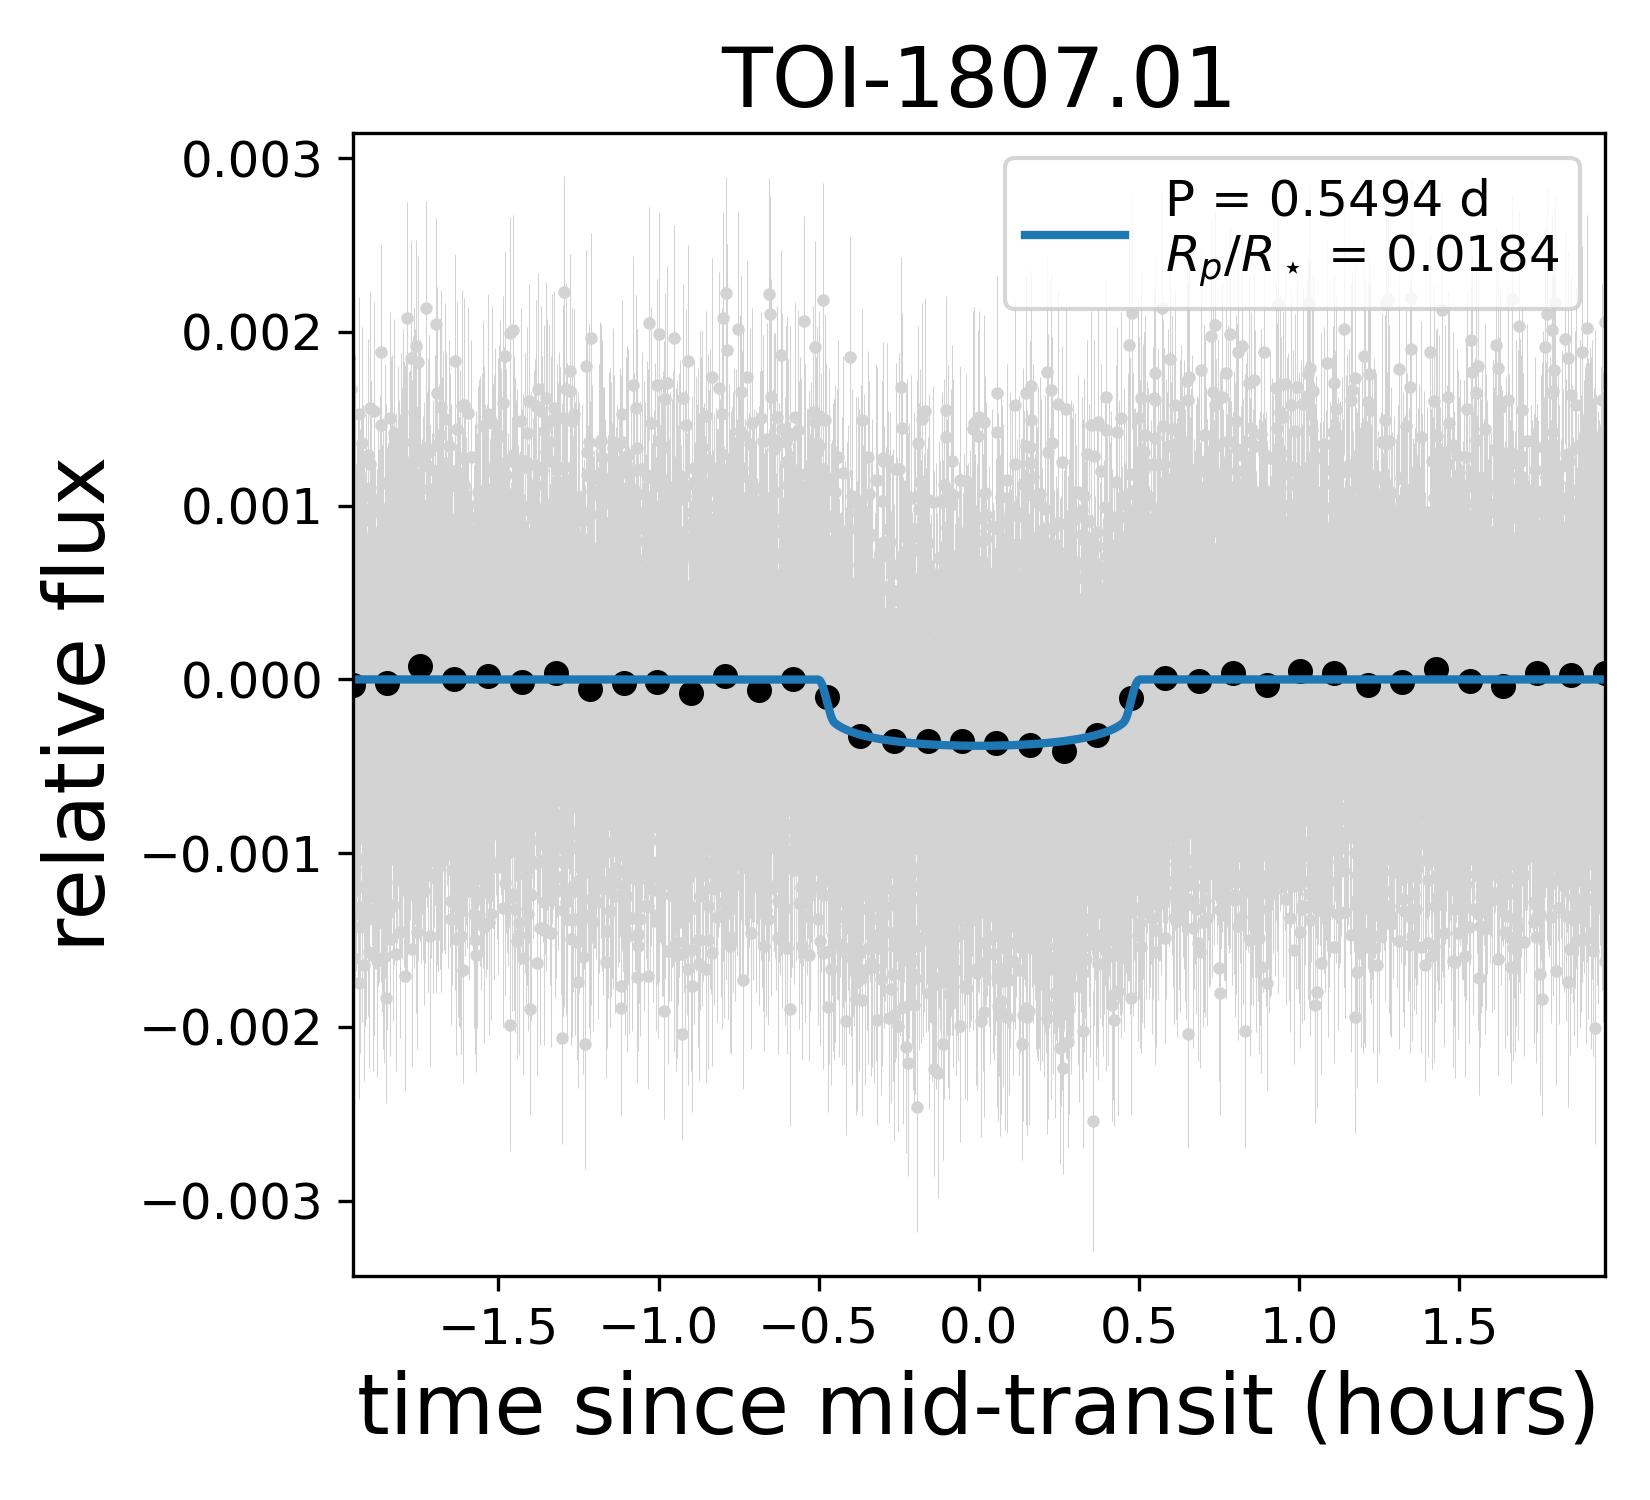 TOI-1807.01
P = 0.5494 d
R_p/R_⋆ = 0.0184
0.003
0.002
0.001
0.000
−0.001
−0.002
−0.003
relative flux
−1.5 −1.0 −0.5 0.0 0.5 1.0 1.5
time since mid-transit (hours)